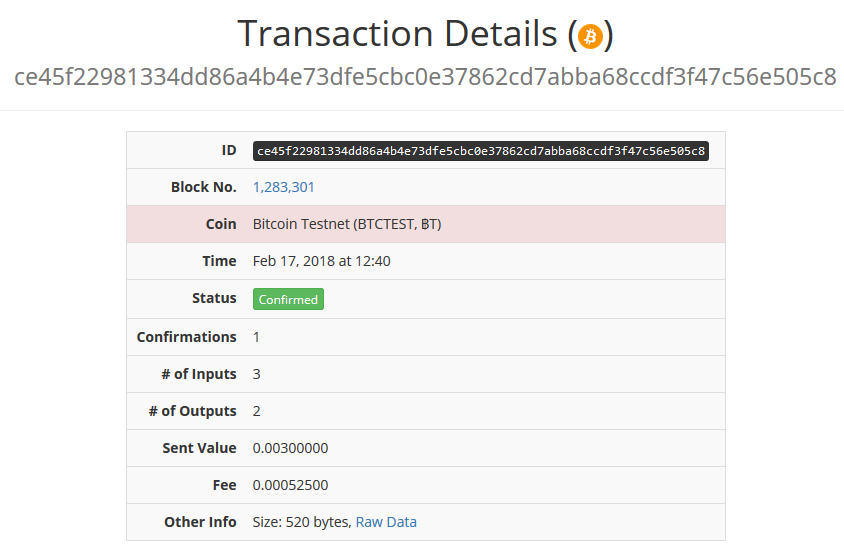 Transaction Details (₿)
ce45f22981334dd86a4b4e73dfe5cbc0e37862cd7abba68ccdf3f47c56e505c8
ID ce45f22981334dd86a4b4e73dfe5cbc0e37862cd7abba68ccdf3f47c56e505c8
Block No. 1,283,301
Coin Bitcoin Testnet (BTCTEST, ฿T)
Time Feb 17, 2018 at 12:40
Status Confirmed
Confirmations 1
# of Inputs 3
# of Outputs 2
Sent Value 0.00300000
Fee 0.00052500
Other Info Size: 520 bytes, Raw Data